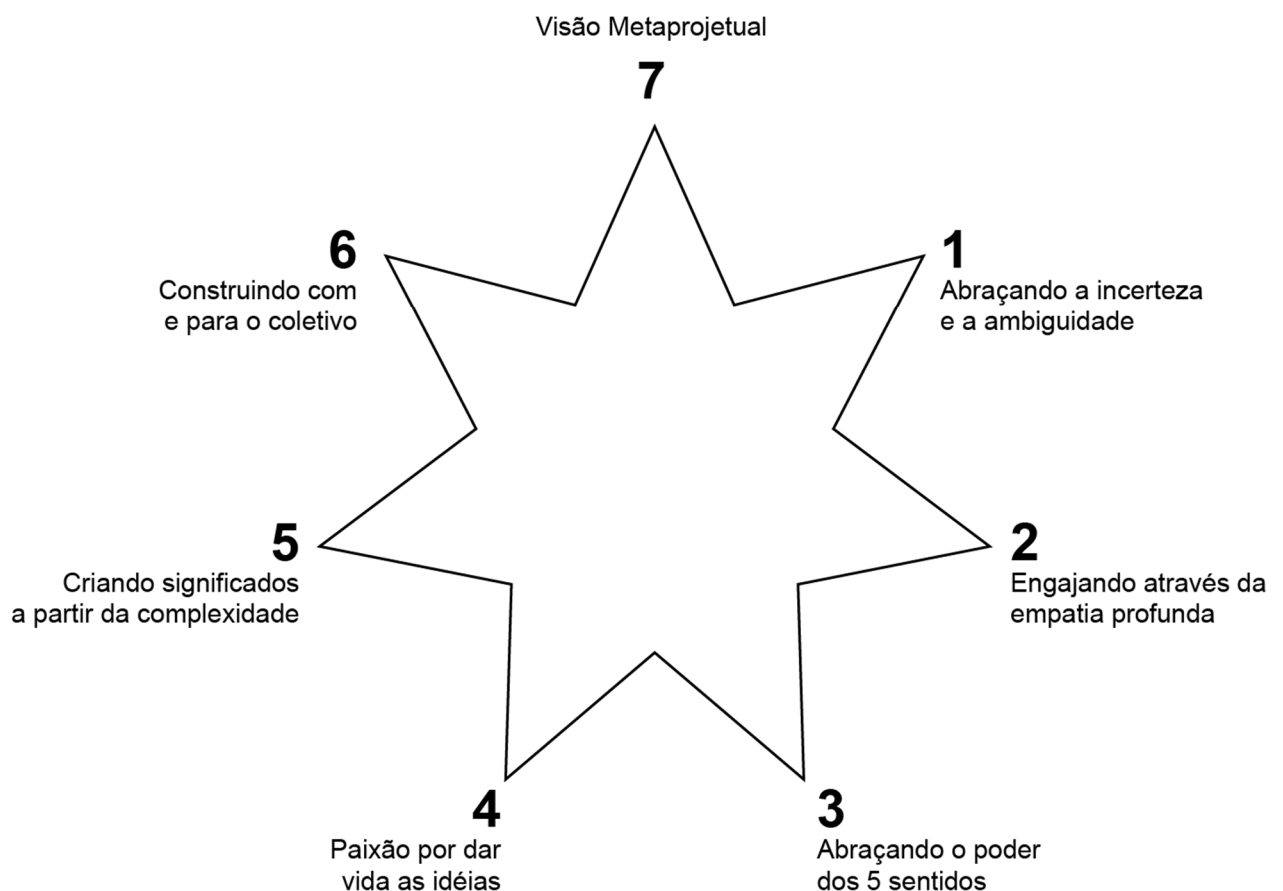 Visão Metaprojetual
7
1
Abraçando a incerteza
e a ambiguidade
2
Engajando através da
empatia profunda
3
Abraçando o poder
dos 5 sentidos
4
Paixão por dar
vida as idéias
5
Criando significados
a partir da complexidade
6
Construindo com
e para o coletivo